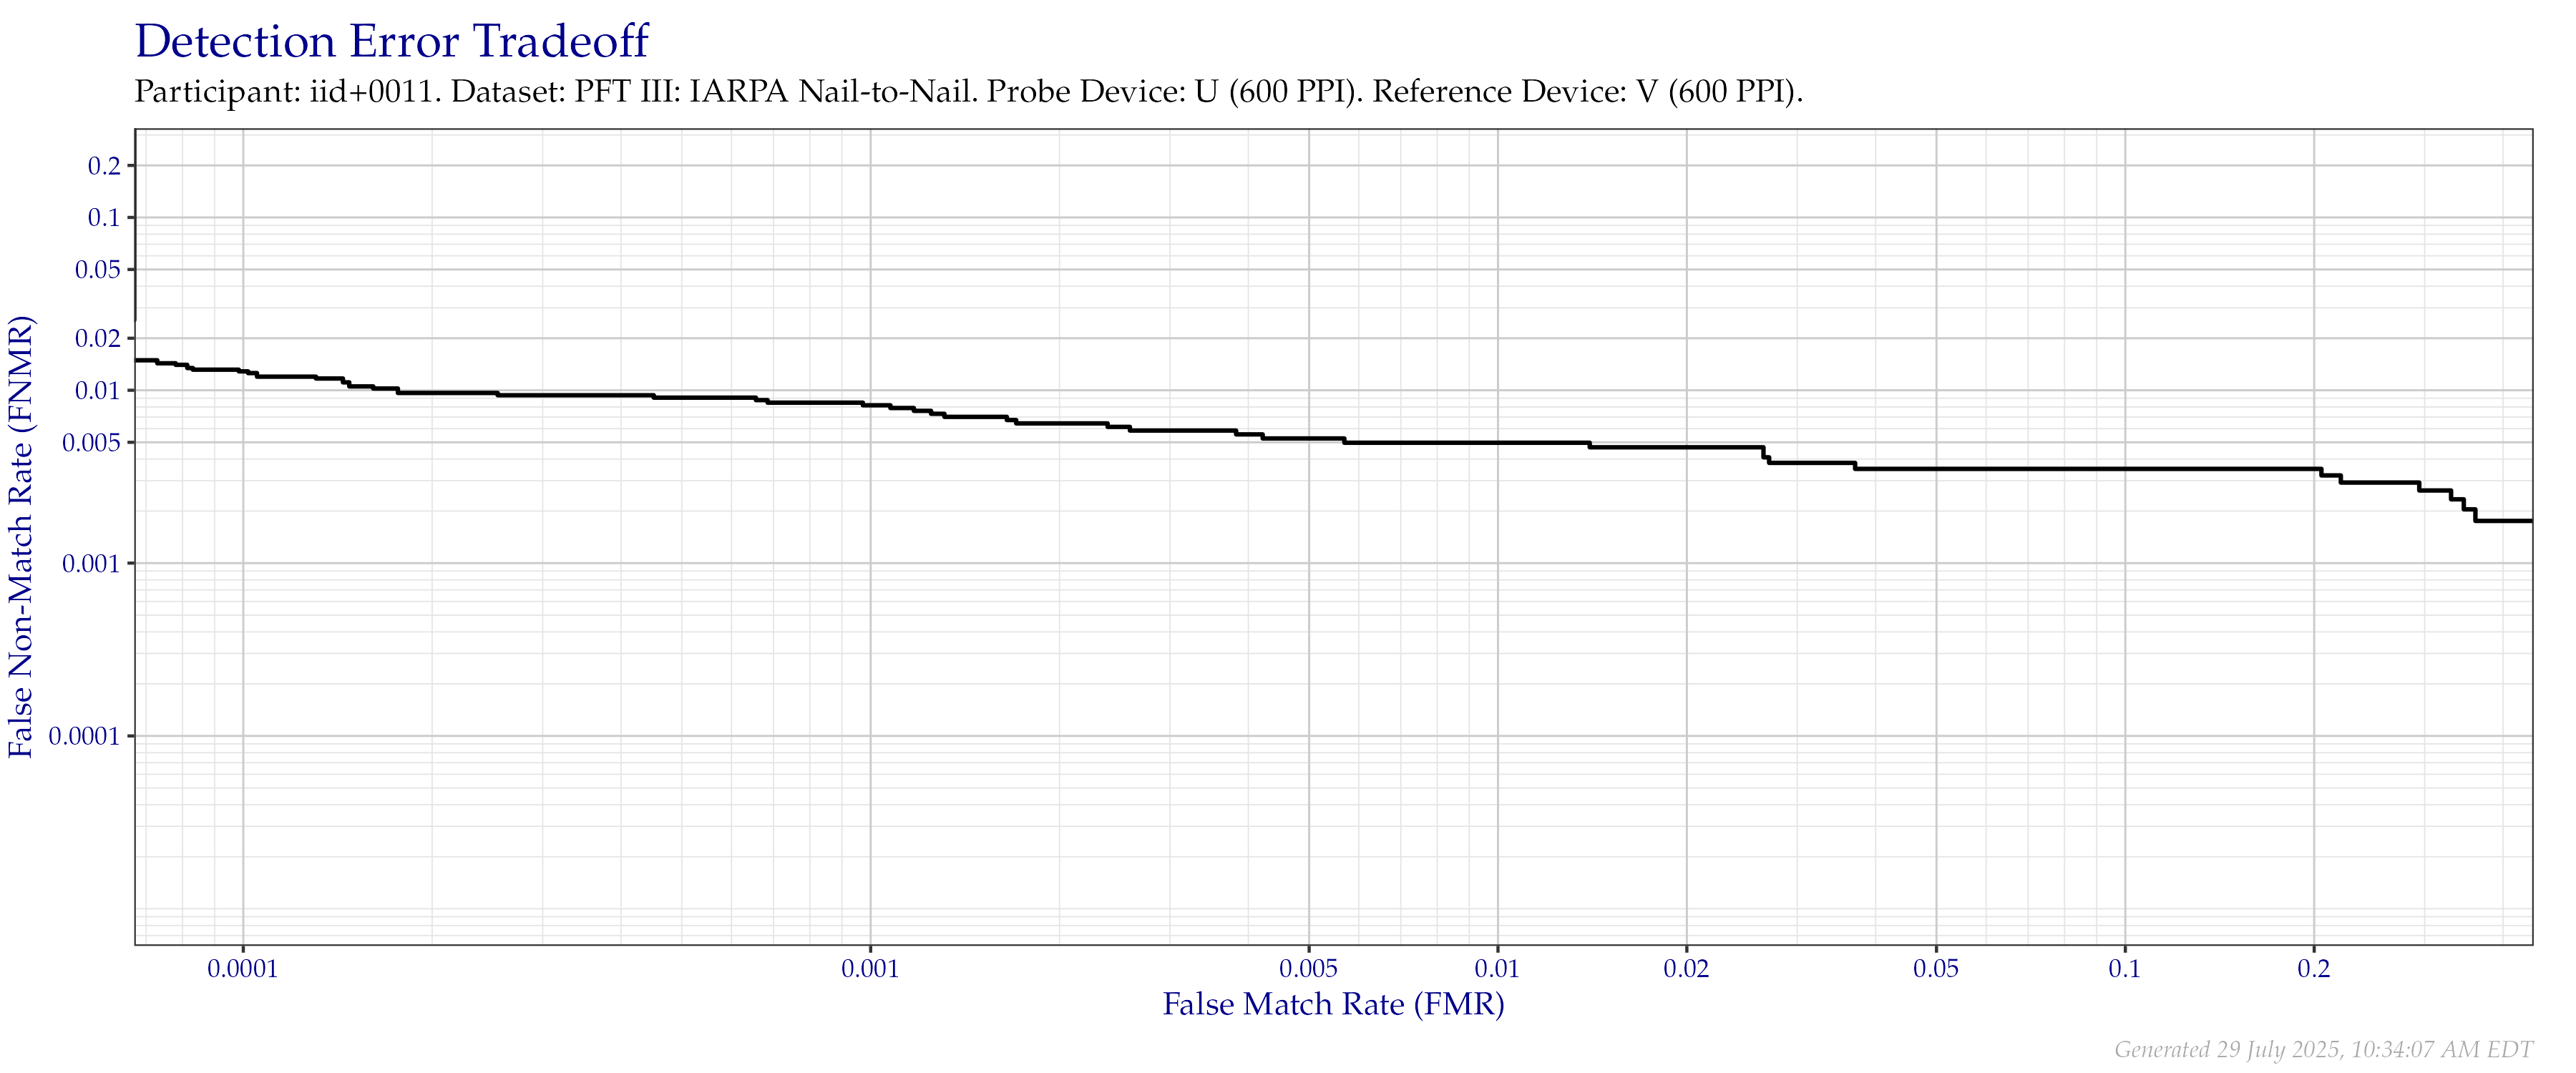 Detection Error Tradeoff
Participant: iid+0011. Dataset: PFT III: IARPA Nail-to-Nail. Probe Device: U (600 PPI). Reference Device: V (600 PPI).
False Non-Match Rate (FNMR)
0.2
0.1
0.05
0.02
0.01
0.005
0.001
0.0001
0.0001 0.001 0.005 0.01 0.02 0.05 0.1 0.2
False Match Rate (FMR)
Generated 29 July 2025, 10:34:07 AM EDT